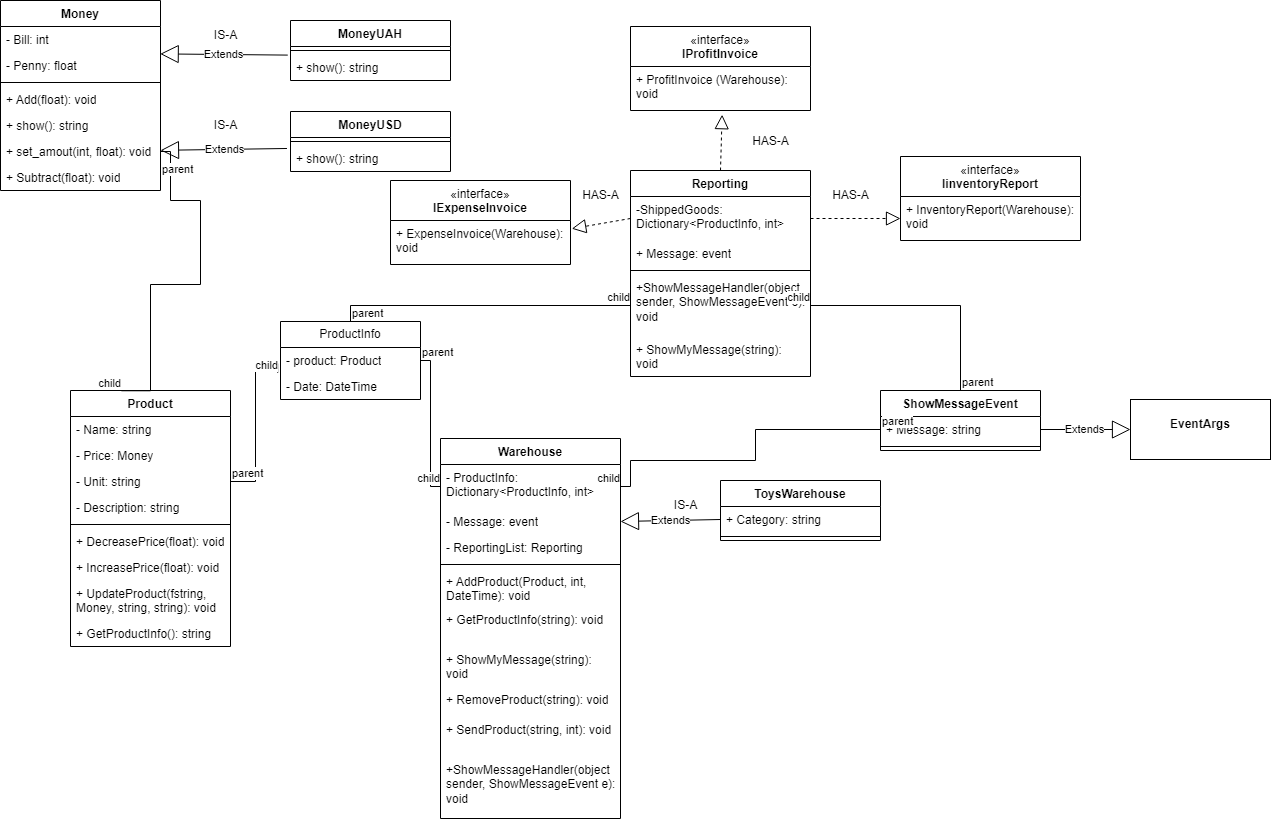 Money
- Bill: int
- Penny: float
+ Add(float): void
+ show(): string
+ set_amout(int, float): void
+ Subtract(float): void
IS-A
Extends
MoneyUAH
+ show(): string
IS-A
Extends
MoneyUSD
+ show(): string
parent
child
«interface»
IProfitInvoice
+ ProfitInvoice (Warehouse):
void
HAS-A
«interface»
IExpenseInvoice
+ ExpenseInvoice(Warehouse):
void
HAS-A
Reporting
-ShippedGoods:
Dictionary<ProductInfo, int>
+ Message: event
+ShowMessageHandler(object
sender, ShowMessageEvent e):
void
+ ShowMyMessage(string):
void
HAS-A
«interface»
IinventoryReport
+ InventoryReport(Warehouse):
void
child
child
parent
parent
ProductInfo
- product: Product
- Date: DateTime
parent
child
parent
child
Product
- Name: string
- Price: Money
- Unit: string
- Description: string
+ DecreasePrice(float): void
+ IncreasePrice(float): void
+ UpdateProduct(fstring,
Money, string, string): void
+ GetProductInfo(): string
Warehouse
- ProductInfo:
Dictionary<ProductInfo, int>
- Message: event
- ReportingList: Reporting
+ AddProduct(Product, int,
DateTime): void
+ GetProductInfo(string): void
+ ShowMyMessage(string):
void
+ RemoveProduct(string): void
+ SendProduct(string, int): void
+ShowMessageHandler(object
sender, ShowMessageEvent e):
void
child
parent
ShowMessageEvent
+ Message: string
Extends
EventArgs
IS-A
Extends
ToysWarehouse
+ Category: string